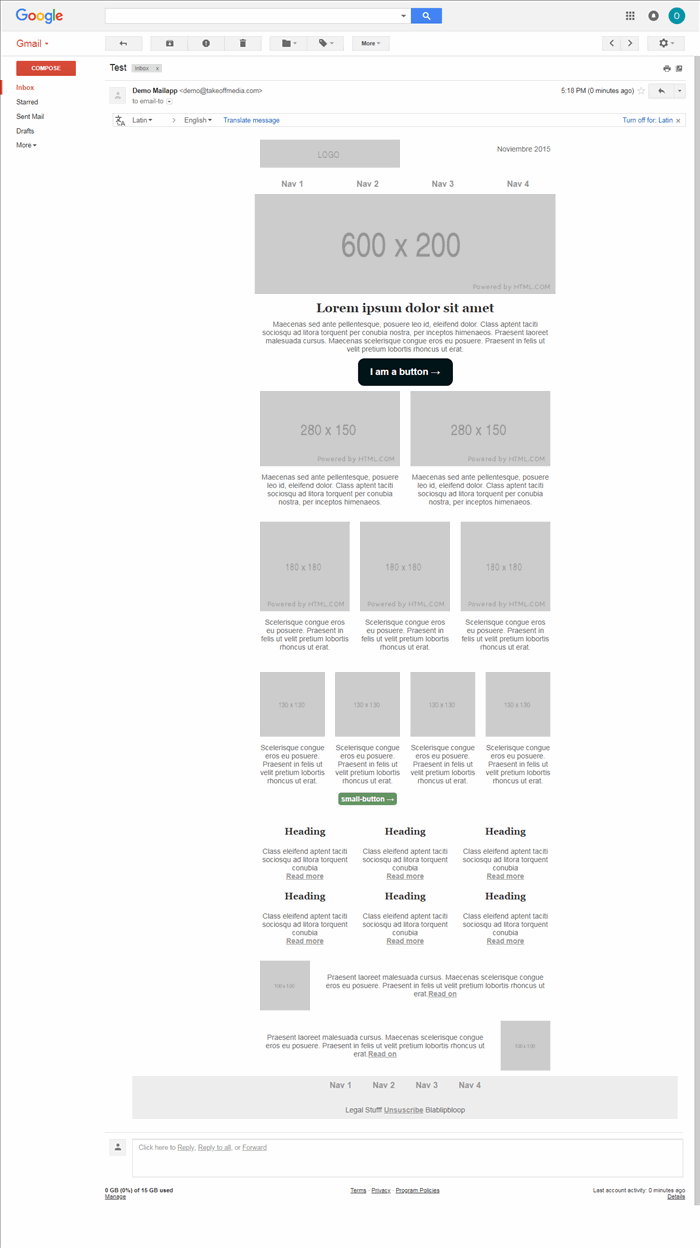 Google
O
Gmail
More
COMPOSE
Inbox
Starred
Sent Mail
Drafts
More
Test
Inbox x
Demo Mailapp <demo@takeoffmedia.com>
5:18 PM (0 minutes ago)
to email-to
Latin > English Translate message
Turn off for: Latin x
LOGO
Noviembre 2015
Nav 1 Nav 2 Nav 3 Nav 4
600 x 200
Powered by HTML.COM
Lorem ipsum dolor sit amet
Maecenas sed ante pellentesque, posuere leo id, eleifend dolor. Class aptent taciti
sociosqu ad litora torquent per conubia nostra, per inceptos himenaeos. Praesent laoreet
malesuada cursus. Maecenas scelerisque congue eros eu posuere. Praesent in felis ut
velit pretium lobortis rhoncus ut erat.
I am a button →
280 x 150
Powered by HTML.COM
280 x 150
Powered by HTML.COM
Maecenas sed ante pellentesque, posuere
leo id, eleifend dolor. Class aptent taciti
sociosqu ad litora torquent per conubia
nostra, per inceptos himenaeos.
Maecenas sed ante pellentesque, posuere
leo id, eleifend dolor. Class aptent taciti
sociosqu ad litora torquent per conubia
nostra, per inceptos himenaeos.
180 x 180
Powered by HTML.COM
180 x 180
Powered by HTML.COM
180 x 180
Powered by HTML.COM
Scelerisque congue eros
eu posuere. Praesent in
felis ut velit pretium lobortis
rhoncus ut erat.
Scelerisque congue eros
eu posuere. Praesent in
felis ut velit pretium lobortis
rhoncus ut erat.
Scelerisque congue eros
eu posuere. Praesent in
felis ut velit pretium lobortis
rhoncus ut erat.
130 x 130
130 x 130
130 x 130
130 x 130
Scelerisque congue
eros eu posuere.
Praesent in felis ut
velit pretium lobortis
rhoncus ut erat.
Scelerisque congue
eros eu posuere.
Praesent in felis ut
velit pretium lobortis
rhoncus ut erat.
Scelerisque congue
eros eu posuere.
Praesent in felis ut
velit pretium lobortis
rhoncus ut erat.
Scelerisque congue
eros eu posuere.
Praesent in felis ut
velit pretium lobortis
rhoncus ut erat.
small-button →
Heading
Class eleifend aptent taciti
sociosqu ad litora torquent
conubia
Read more
Heading
Class eleifend aptent taciti
sociosqu ad litora torquent
conubia
Read more
Heading
Class eleifend aptent taciti
sociosqu ad litora torquent
conubia
Read more
Heading
Class eleifend aptent taciti
sociosqu ad litora torquent
conubia
Read more
Heading
Class eleifend aptent taciti
sociosqu ad litora torquent
conubia
Read more
Heading
Class eleifend aptent taciti
sociosqu ad litora torquent
conubia
Read more
100 x 100
Praesent laoreet malesuada cursus. Maecenas scelerisque congue
eros eu posuere. Praesent in felis ut velit pretium lobortis rhoncus ut
erat.Read on
Praesent laoreet malesuada cursus. Maecenas scelerisque congue
eros eu posuere. Praesent in felis ut velit pretium lobortis rhoncus ut
erat.Read on
100 x 100
Nav 1 Nav 2 Nav 3 Nav 4
Legal Stufff Unsuscribe Blablipbloop
Click here to Reply, Reply to all, or Forward
0 GB (0%) of 15 GB used
Manage
Terms - Privacy - Program Policies
Last account activity: 0 minutes ago
Details